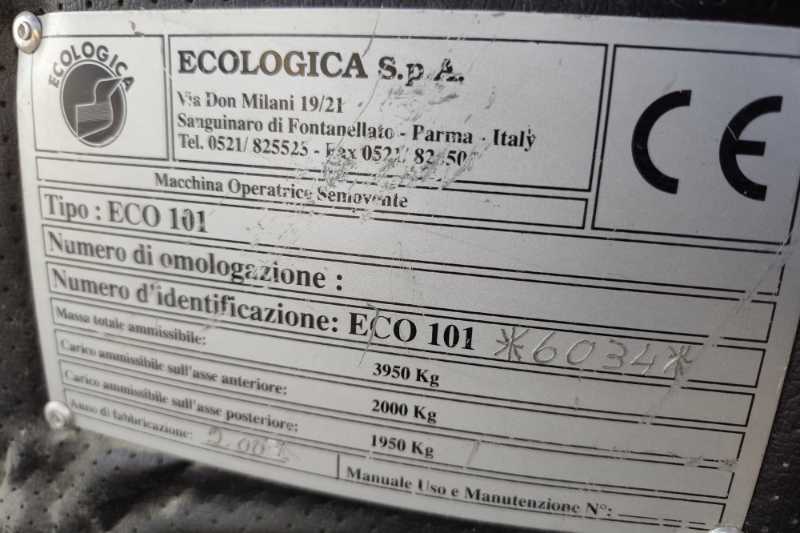 ECOLOGICA
ECOLOGICA S.p.A.
Via Don Milani 19/21
Sanguinaro di Fontanellato - Parma - Italy
Tel. 0521/ 825525 - Fax 0521/
CE
Macchina Operatrice Semovente
Tipo : ECO 101
Numero di omologazione :
Numero d'identificazione: ECO 101 *6034*
Massa totale ammissibile: 3950 Kg
Carico ammissibile sull'asse anteriore: 2000 Kg
Carico ammissibile sull'asse posteriore: 1950 Kg
Anno di fabbricazione:
Manuale Uso e Manutenzione N°: